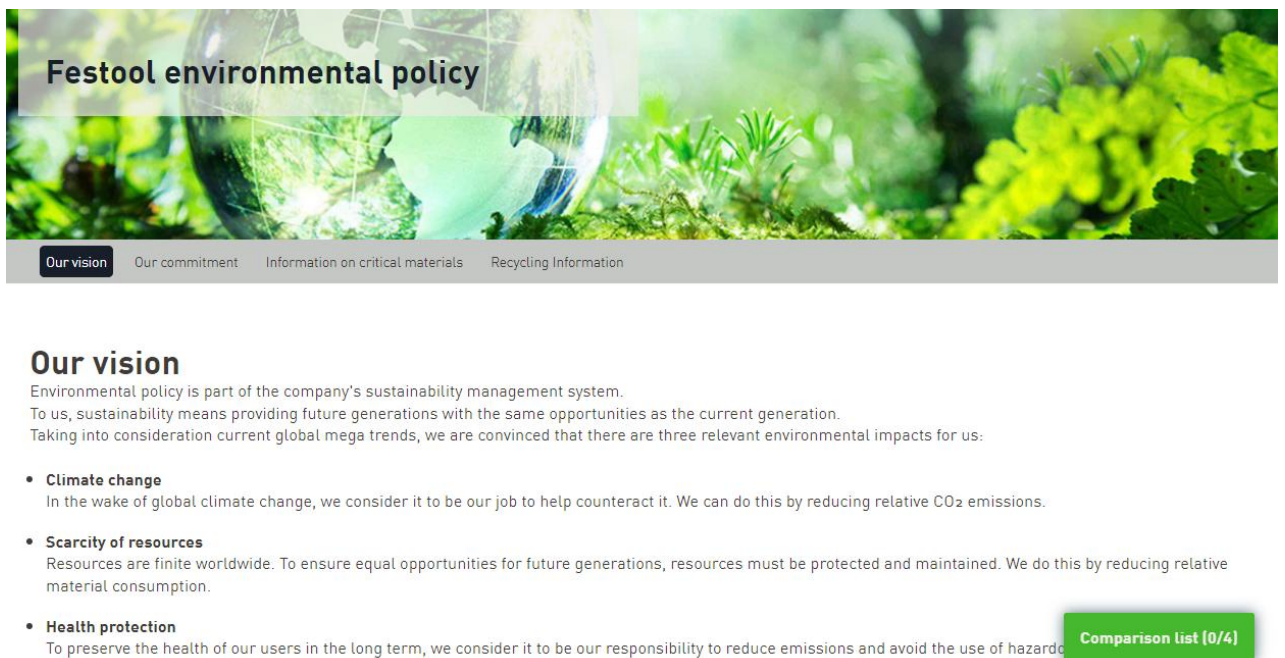 Festool environmental policy
Our vision
Our commitment
Information on critical materials
Recycling Information
Our vision
Environmental policy is part of the company's sustainability management system.
To us, sustainability means providing future generations with the same opportunities as the current generation.
Taking into consideration current global mega trends, we are convinced that there are three relevant environmental impacts for us:
• Climate change
In the wake of global climate change, we consider it to be our job to help counteract it. We can do this by reducing relative CO₂ emissions.
• Scarcity of resources
Resources are finite worldwide. To ensure equal opportunities for future generations, resources must be protected and maintained. We do this by reducing relative
material consumption.
• Health protection
To preserve the health of our users in the long term, we consider it to be our responsibility to reduce emissions and avoid the use of
Comparison list (0/4)